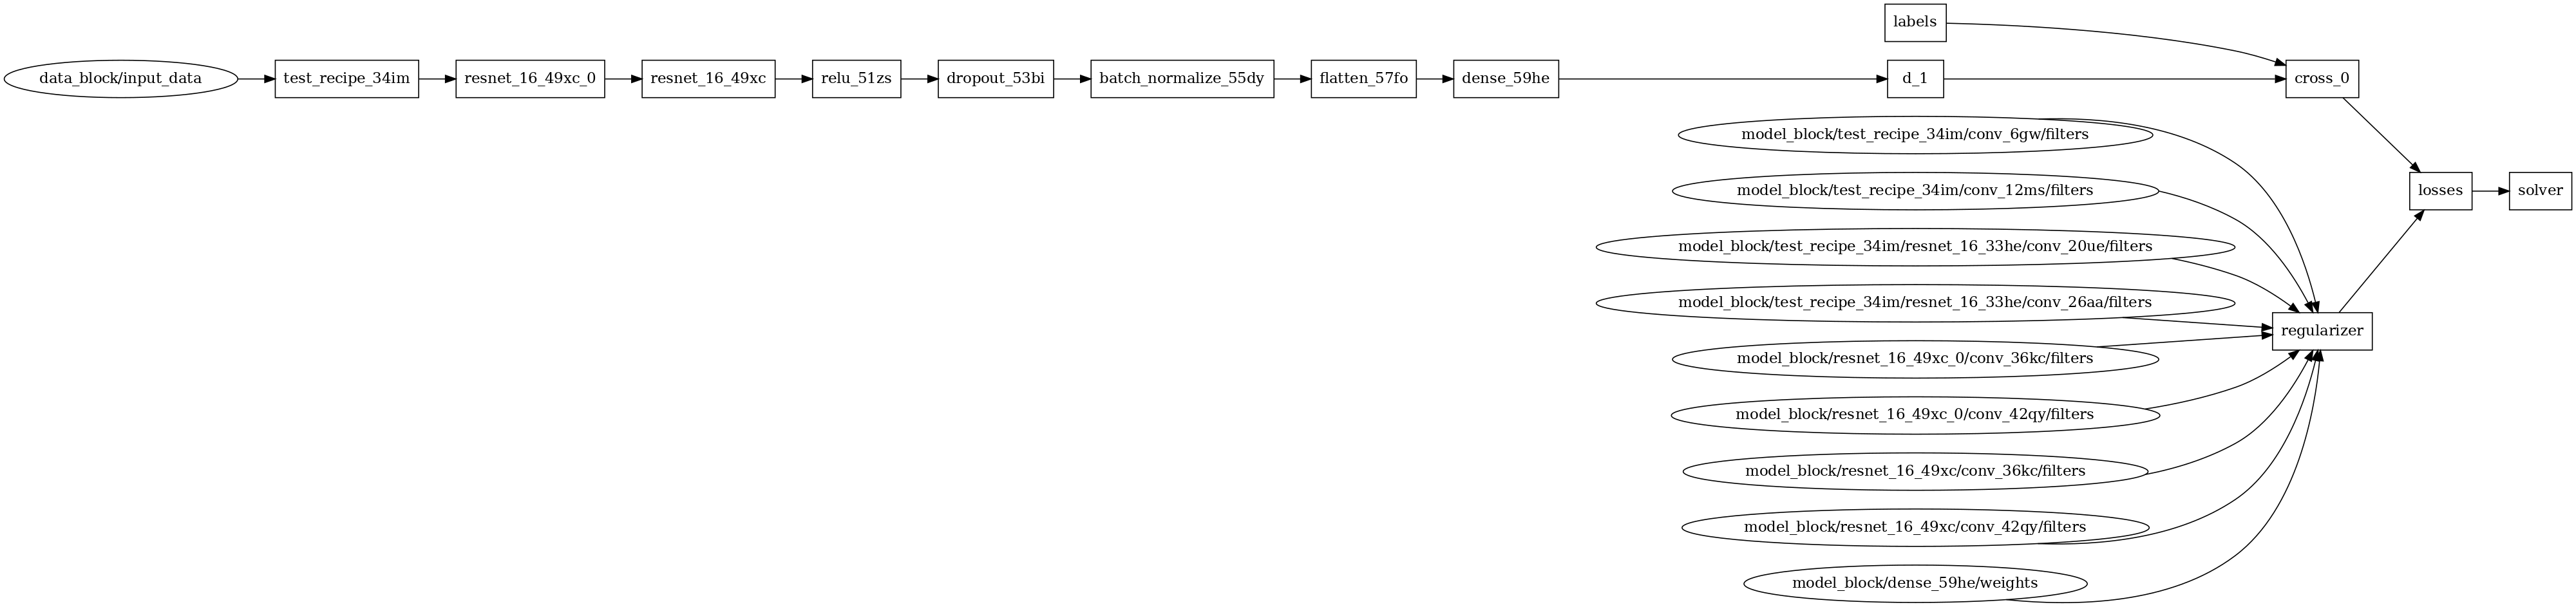 labels
data_block/input_data
test_recipe_34im
resnet_16_49xc_0
resnet_16_49xc
relu_51zs
dropout_53bi
batch_normalize_55dy
flatten_57fo
dense_59he
d_1
cross_0
model_block/test_recipe_34im/conv_6gw/filters
model_block/test_recipe_34im/conv_12ms/filters
losses
solver
model_block/test_recipe_34im/resnet_16_33he/conv_20ue/filters
model_block/test_recipe_34im/resnet_16_33he/conv_26aa/filters
regularizer
model_block/resnet_16_49xc_0/conv_36kc/filters
model_block/resnet_16_49xc_0/conv_42qy/filters
model_block/resnet_16_49xc/conv_36kc/filters
model_block/resnet_16_49xc/conv_42qy/filters
model_block/dense_59he/weights